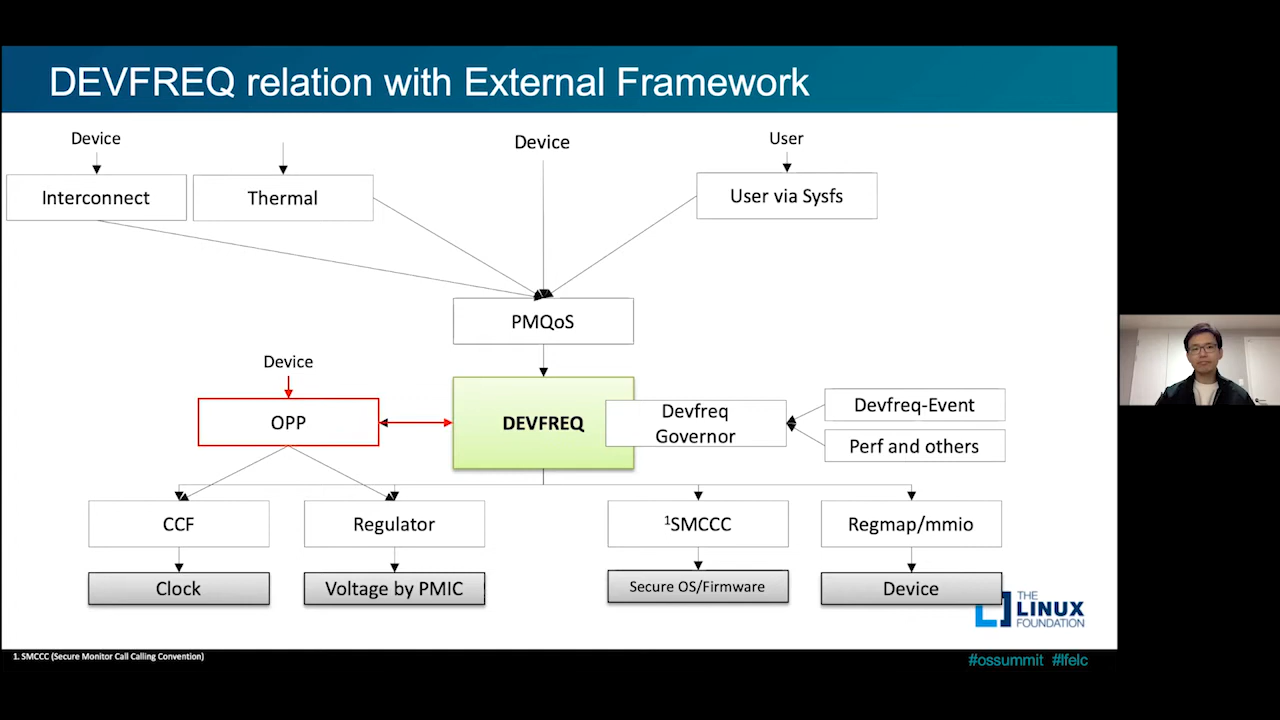 DEVFREQ relation with External Framework
Device
Device
User
Interconnect
Thermal
User via Sysfs
PMQoS
Device
OPP
DEVFREQ
Devfreq
Governor
Devfreq-Event
Perf and others
CCF
Regulator
1SMCCC
Regmap/mmio
Clock
Voltage by PMIC
Secure OS/Firmware
Device
THE
LINUX
FOUNDATION
1. SMCCC (Secure Monitor Call Calling Convention)
#ossummit #lfelc